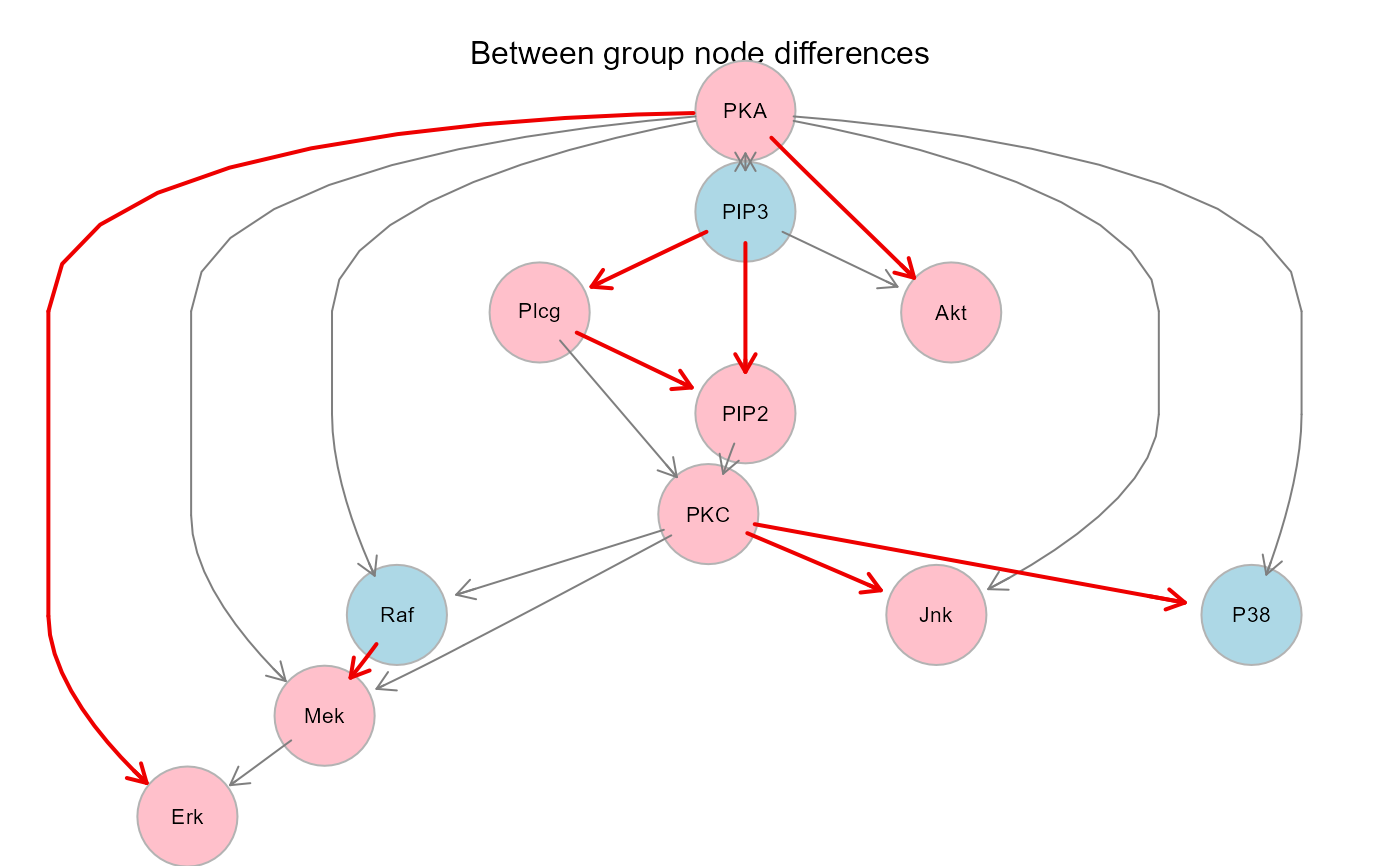 Between group node differences
PKA
PIP3
Plcg
Akt
PIP2
PKC
Raf
Jnk
P38
Mek
Erk